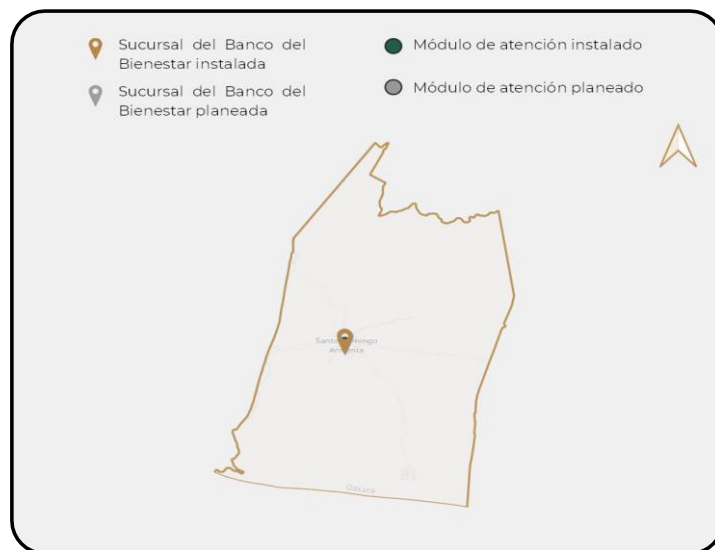 Sucursal del Banco del
Bienestar instalada
Sucursal del Banco del
Bienestar planeada
Módulo de atención instalado
Módulo de atención planeado
Oaxaca